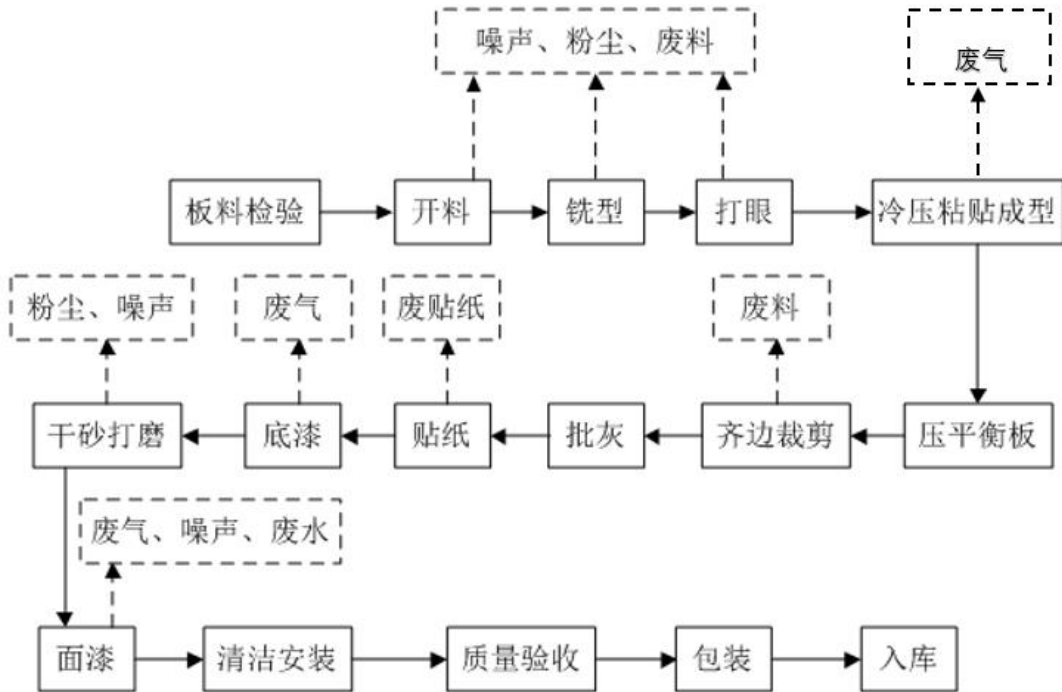 噪声、粉尘、废料
废气
板料检验
开料
铣型
打眼
冷压粘贴成型
粉尘、噪声
废气
废贴纸
废料
干砂打磨
底漆
贴纸
批灰
齐边裁剪
压平衡板
废气、噪声、废水
面漆
清洁安装
质量验收
包装
入库